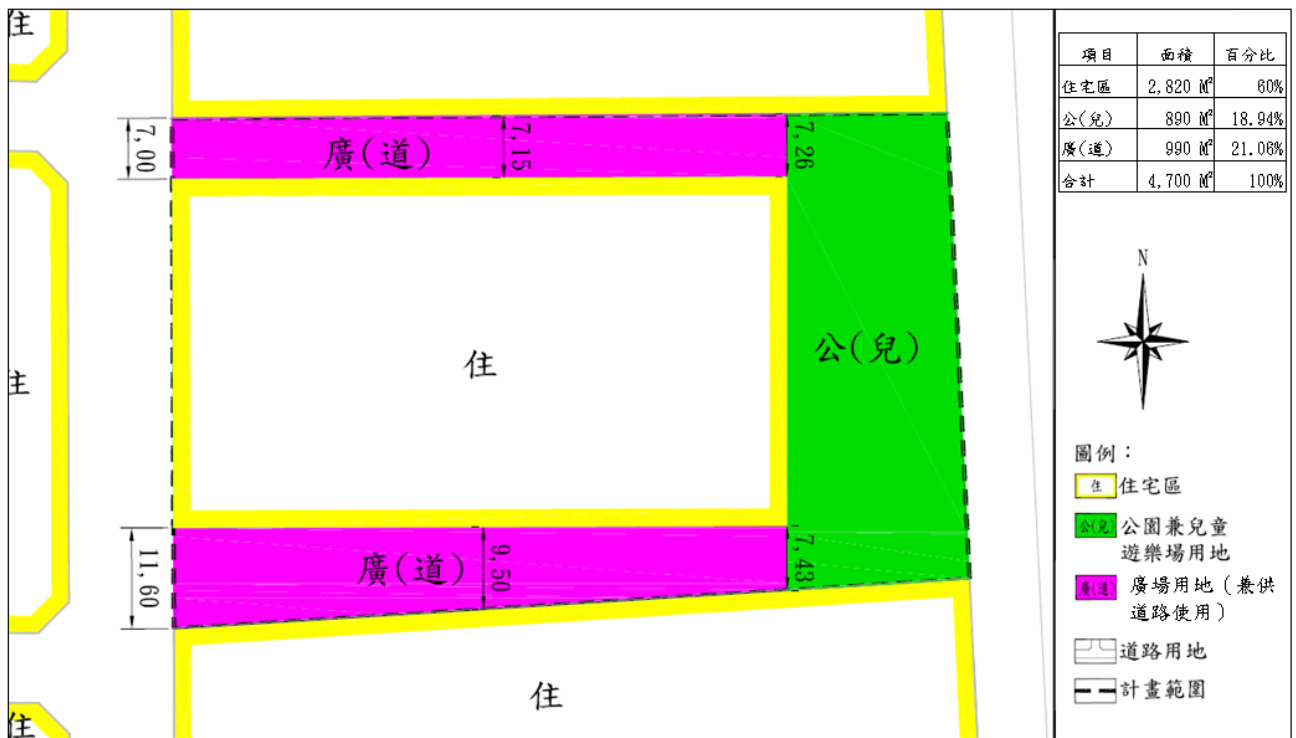 住
7,00
廣(道)
7,15
7,26
住
住
公(兒)
11,60
廣(道)
9,50
7,43
住
住
項目 面積 百分比
住宅區 2,820 M² 60%
公(兒) 890 M² 18.94%
廣(道) 990 M² 21.06%
合計 4,700 M² 100%
N
圖例：
住 住宅區
公(兒) 公園兼兒童
遊樂場用地
廣(道) 廣場用地（兼供
道路使用）
道路用地
計畫範圍